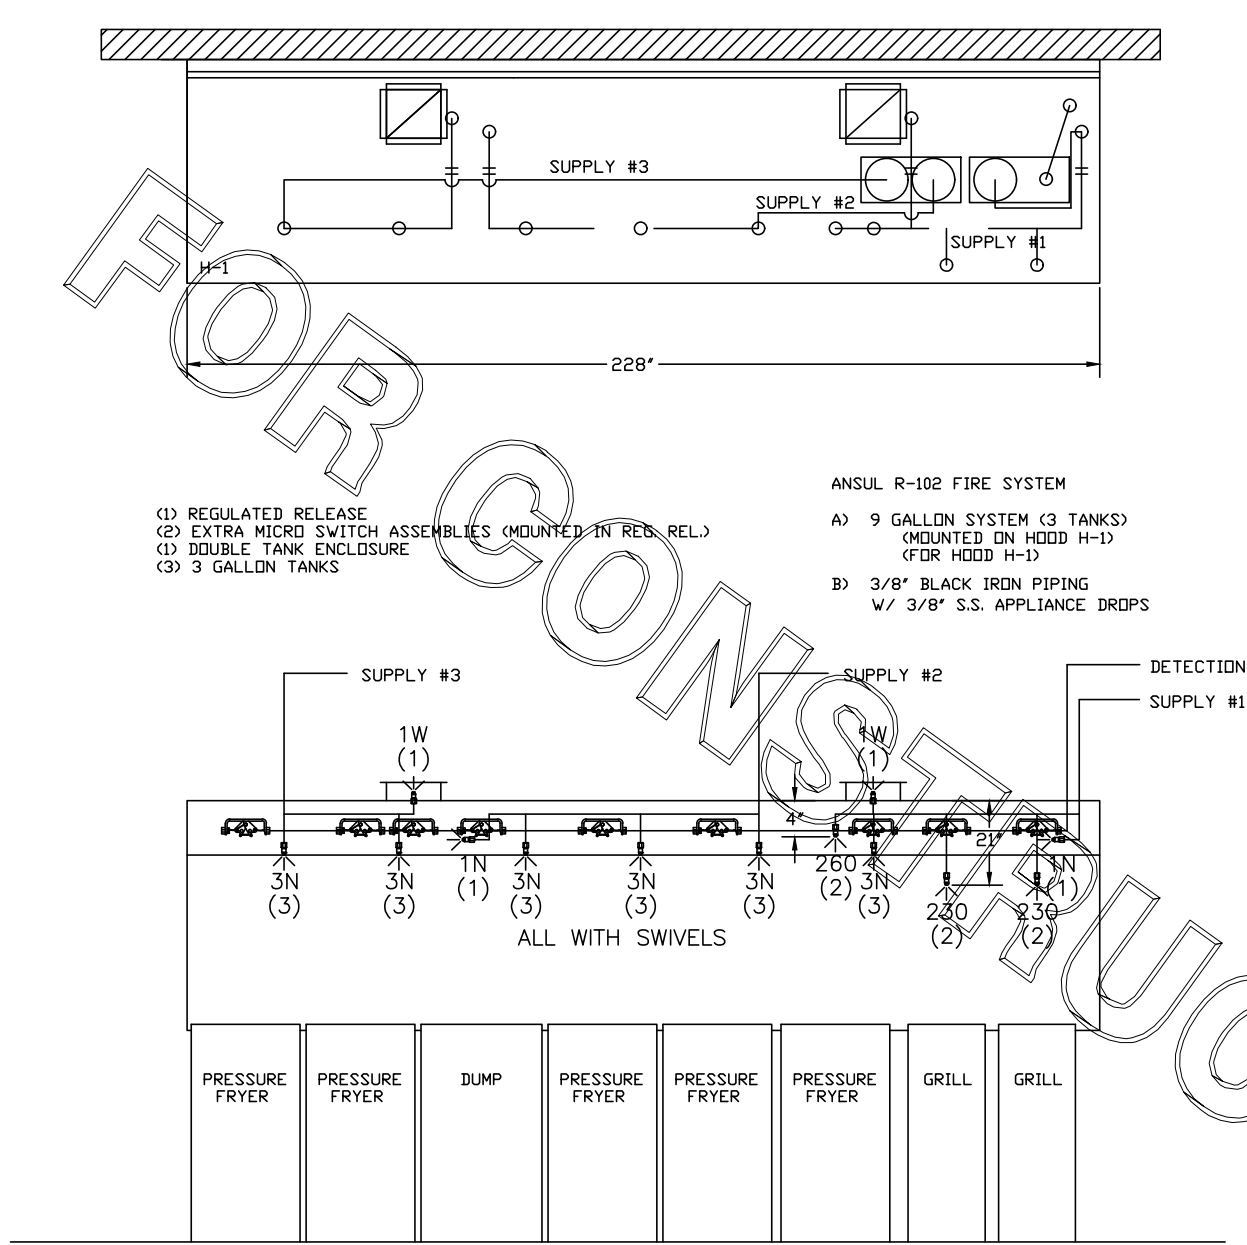 SUPPLY #3
SUPPLY #2
SUPPLY #1
H-1
228"
ANSUL R-102 FIRE SYSTEM
(1) REGULATED RELEASE
(2) EXTRA MICRO SWITCH ASSEMBLIES (MOUNTED IN REG. REL.)
(1) DOUBLE TANK ENCLOSURE
(3) 3 GALLON TANKS
A) 9 GALLON SYSTEM (3 TANKS)
(MOUNTED ON HOOD H-1)
(FOR HOOD H-1)
B) 3/8" BLACK IRON PIPING
W/ 3/8" S.S. APPLIANCE DROPS
FOR CONSTRUC
SUPPLY #3
SUPPLY #2
DETECTION
SUPPLY #1
1W
(1)
1W
(1)
4"
21"
3N
(3)
3N
(3)
1N
(1)
3N
(3)
3N
(3)
3N
(3)
260
(2)
3N
(3)
230
(2)
230
(2)
1N
(1)
ALL WITH SWIVELS
PRESSURE
FRYER
PRESSURE
FRYER
DUMP
PRESSURE
FRYER
PRESSURE
FRYER
PRESSURE
FRYER
GRILL
GRILL